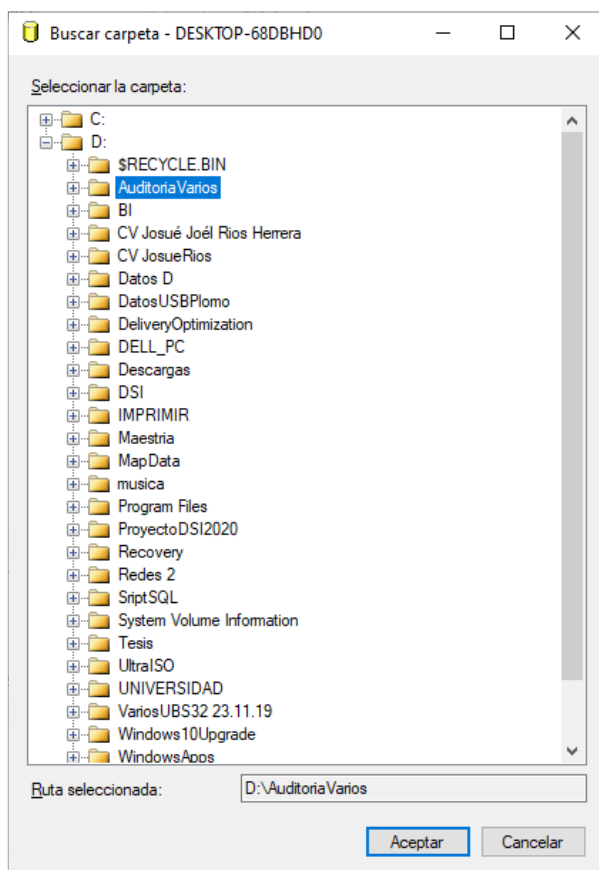 Buscar carpeta - DESKTOP-68DBHD0
Seleccionar la carpeta:
C:
D:
$RECYCLE.BIN
AuditoriaVarios
BI
CV Josué Joél Rios Herrera
CV JosueRios
Datos D
DatosUSBPlomo
DeliveryOptimization
DELL_PC
Descargas
DSI
IMPRIMIR
Maestria
MapData
musica
Program Files
ProyectoDSI2020
Recovery
Redes 2
SriptSQL
System Volume Information
Tesis
UltraISO
UNIVERSIDAD
VariosUBS32 23.11.19
Windows10Upgrade
WindowsApps
Ruta seleccionada: D:\AuditoriaVarios
Aceptar Cancelar